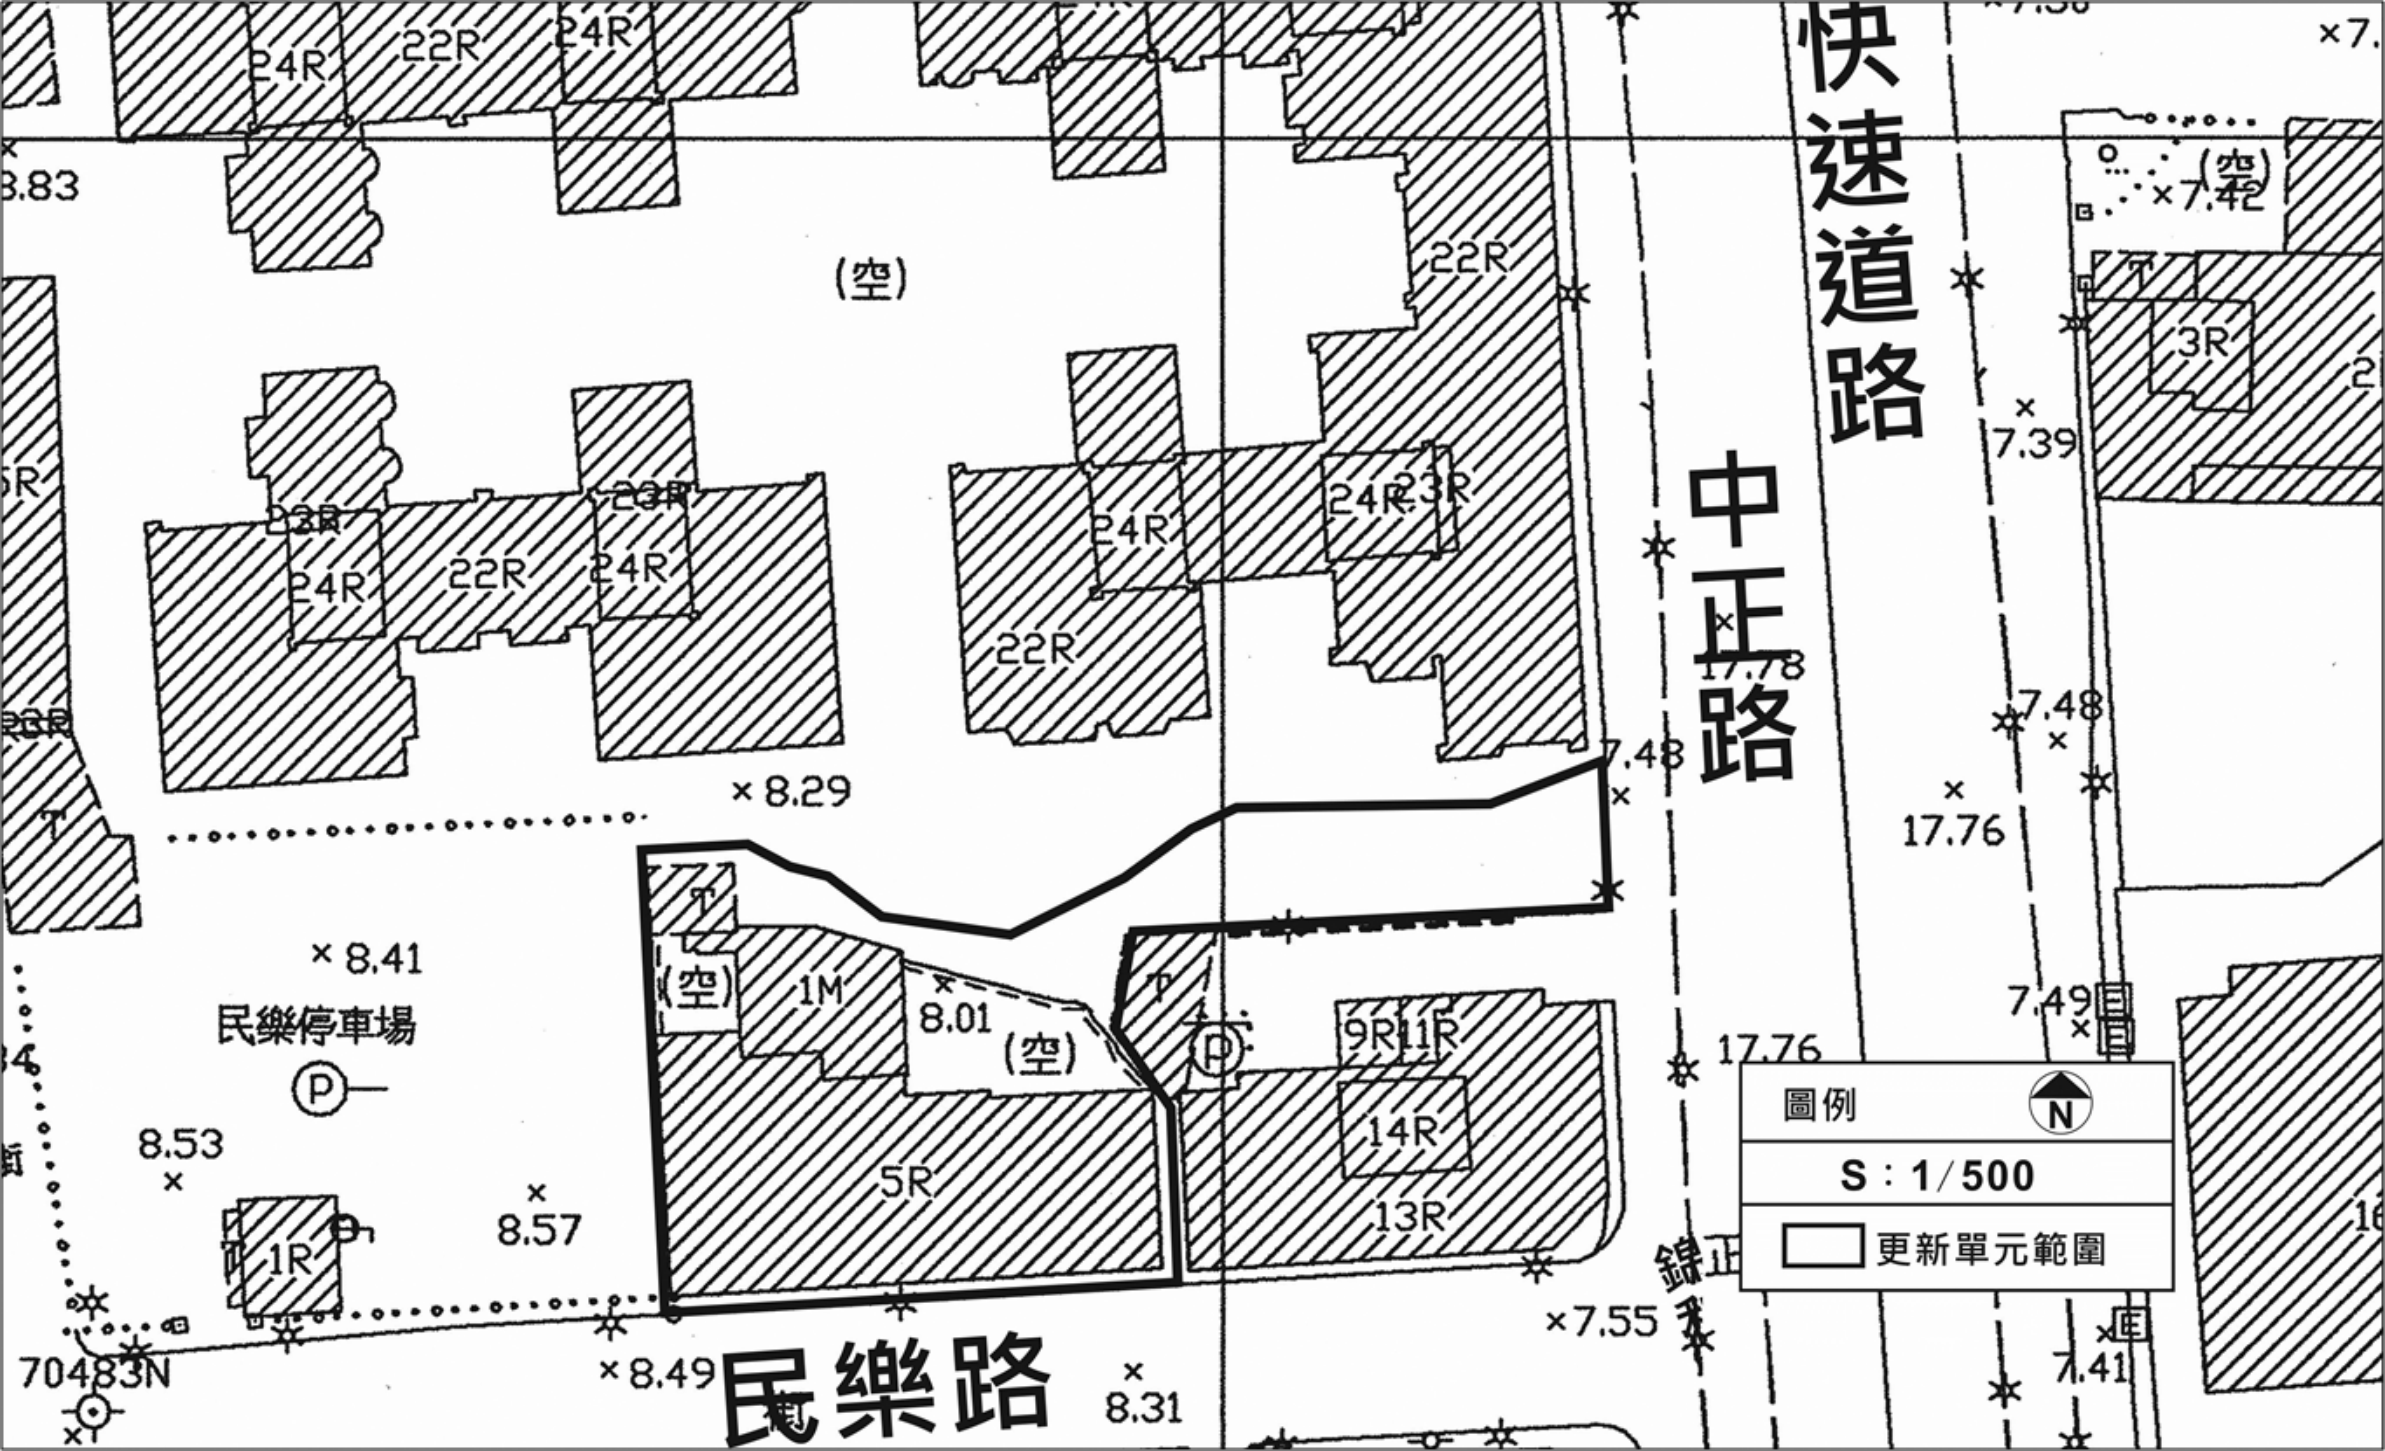 24R
22R
24R
快速道路
7.42
(空)
8.83
(空)
22R
3R
7.39
5R
23R
24R
22R
23R
24R
24R
24R
23R
22R
中正路
17.78
7.48
7.48
T
8.29
17.76
T
8.41
(空)
1M
8.01
(空)
T
P
9R
11R
7.49
E
E
17.76
民樂停車場
P
8.53
5R
14R
13R
8.57
1R
圖例
N
S：1/500
更新單元範圍
錦
7.55
E
7.41
70483N
8.49
民樂路
8.31